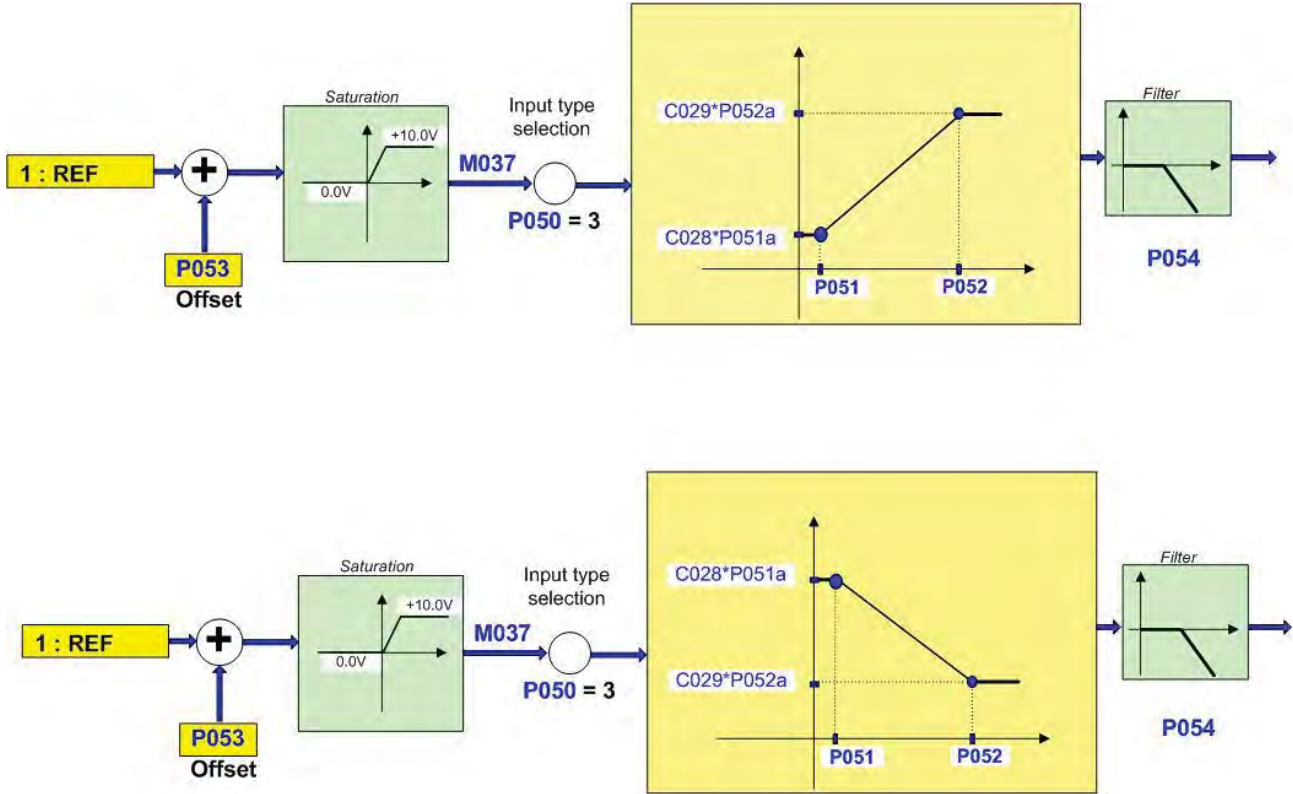 Saturation
Input type
selection
Filter
+10.0V
0.0V
1 : REF
+
M037
P050 = 3
P053
Offset
C029*P052a
C028*P051a
P051
P052
P054
Saturation
Input type
selection
Filter
+10.0V
0.0V
1 : REF
+
M037
P050 = 3
P053
Offset
C028*P051a
C029*P052a
P051
P052
P054